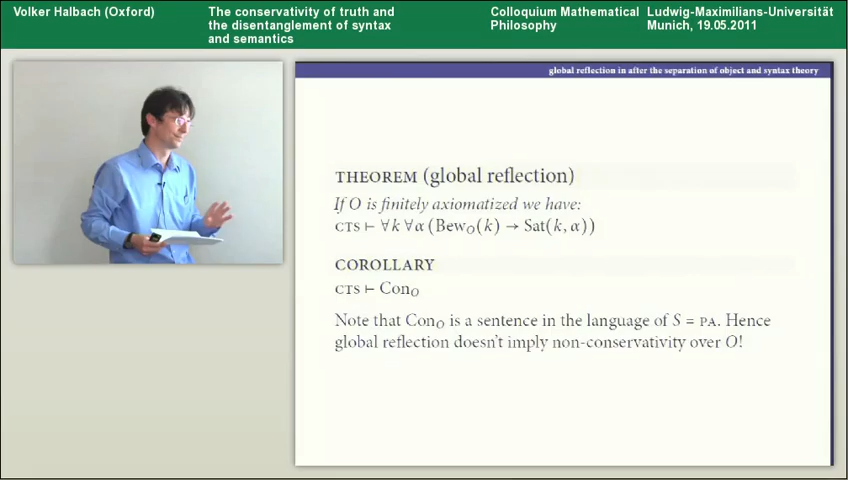 Volker Halbach (Oxford)
The conservativity of truth and
the disentanglement of syntax
and semantics
Colloquium Mathematical
Philosophy
Ludwig-Maximilians-Universität
Munich, 19.05.2011
global reflection in after the separation of object and syntax theory
THEOREM (global reflection)
If O is finitely axiomatized we have:
CTS ⊢ ∀k ∀α (Bew_O(k) → Sat(k, α))
COROLLARY
CTS ⊢ Con_O
Note that Con_O is a sentence in the language of S = PA. Hence
global reflection doesn't imply non-conservativity over O!